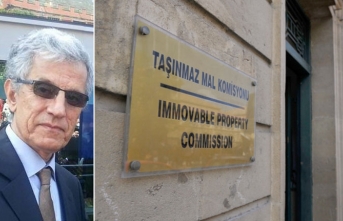 TAŞINMAZ MAL KOMİSYONU
IMMOVABLE PROPERTY
COMMISSION